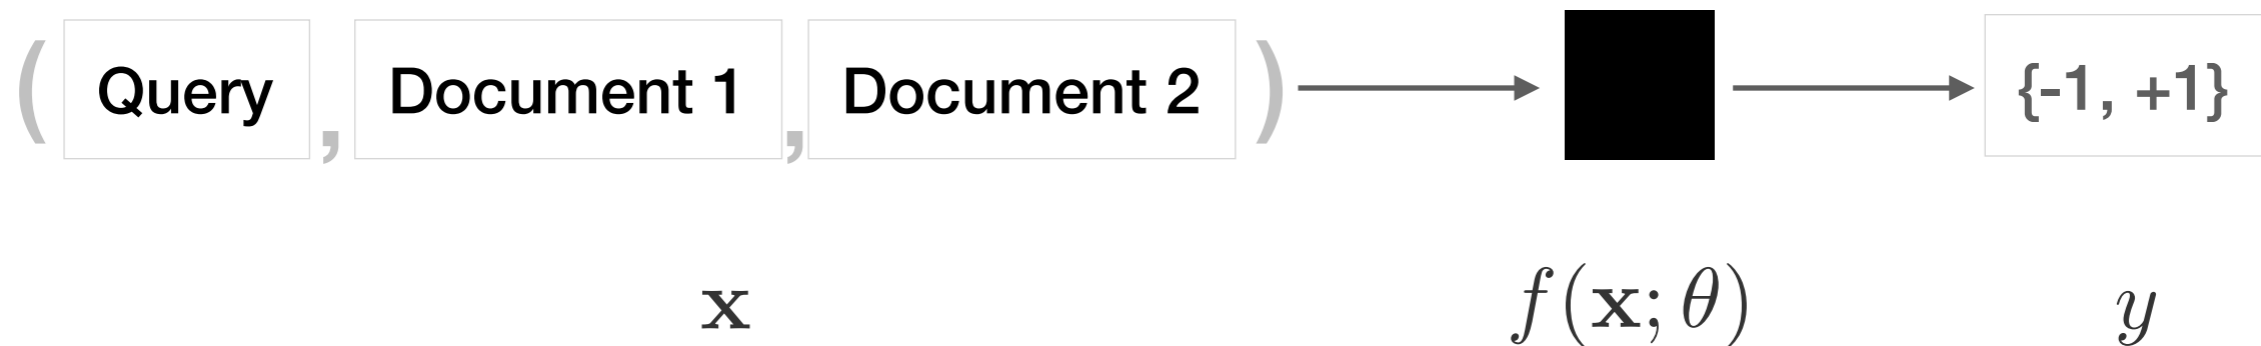 (Query, Document 1, Document 2) {-1, +1}
x f(x; θ) y